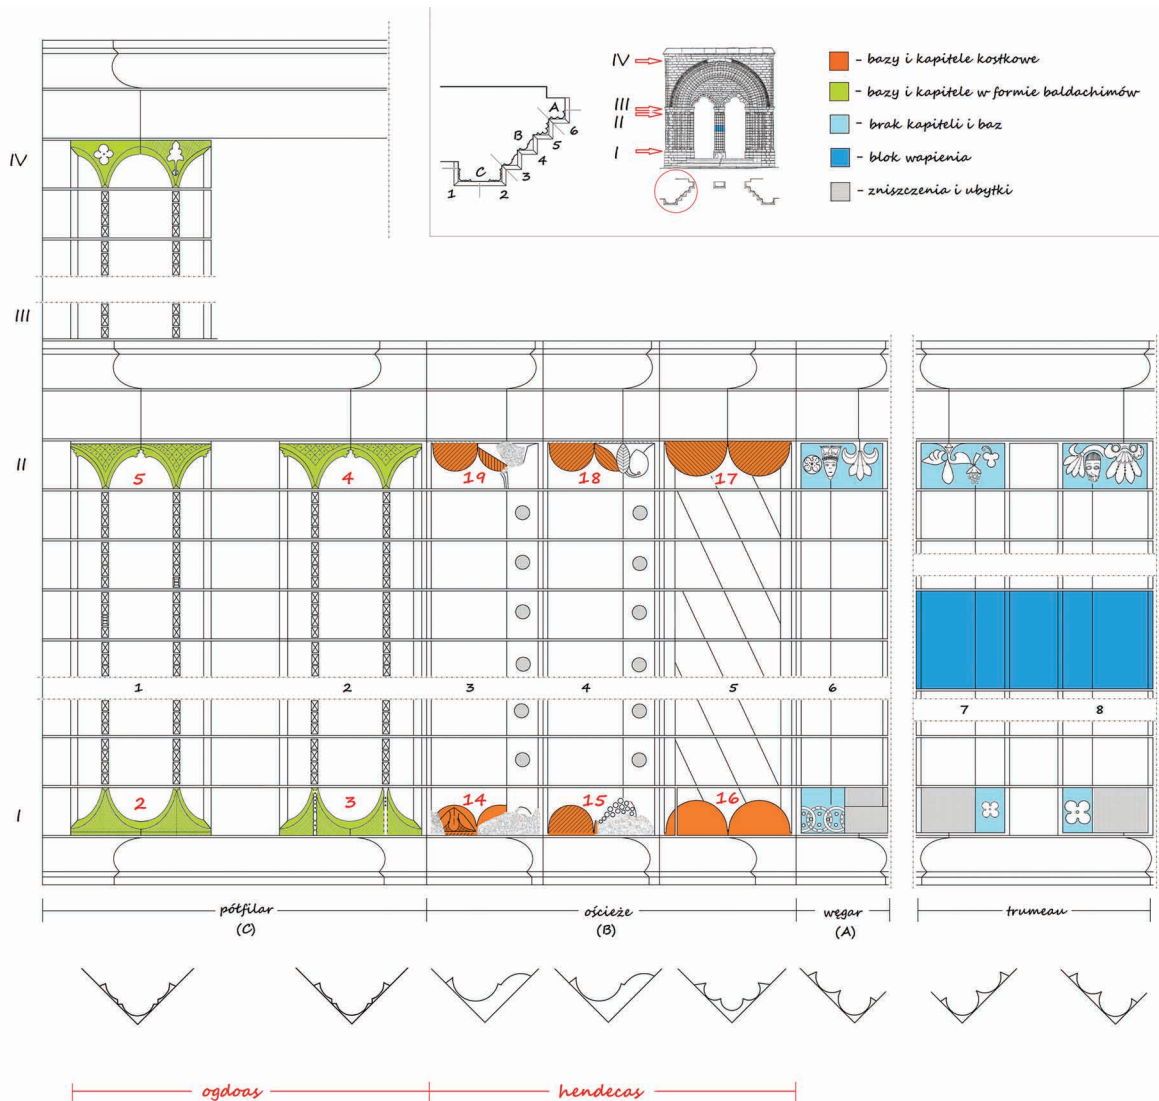 IV
III
II
I
A
B
C
6
5
4
3
2
1
- bazy i kapitele kostkowe
- bazy i kapitele w formie baldachimów
- brak kapiteli i baz
- blok wapienia
- zniszczenia i ubytki
IV
III
II
5
4
19
18
17
1
2
3
4
5
6
7
8
I
2
3
14
15
16
półfilar
(C)
ościeże
(B)
węgar
(A)
trumeau
ogdoas
hendecas